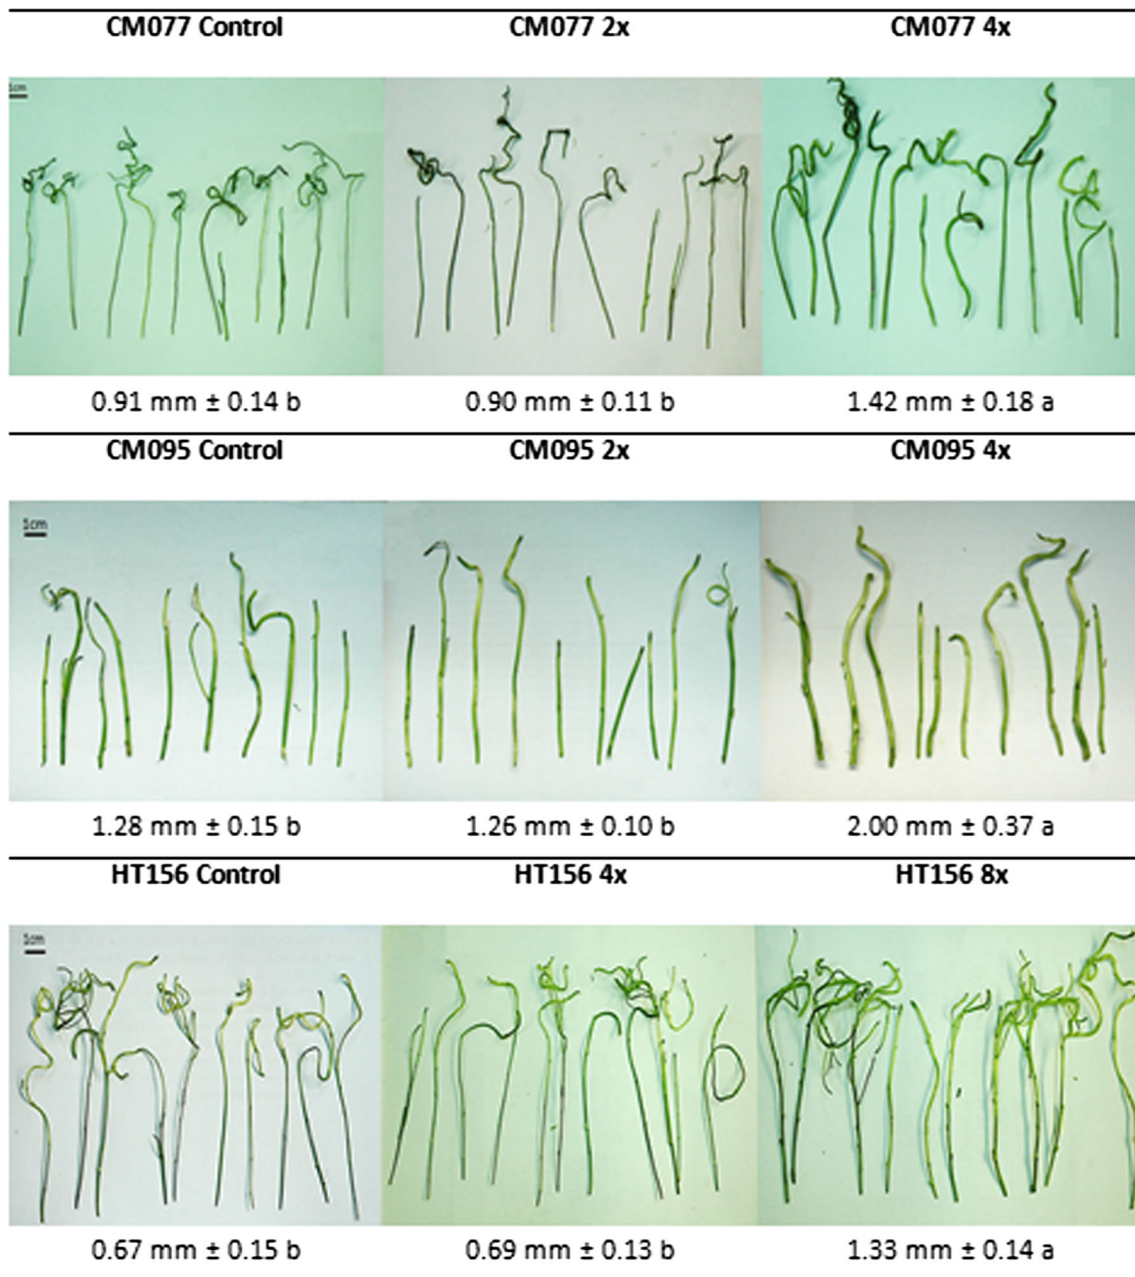 CM077 Control CM077 2x CM077 4x
1cm
0.91 mm ± 0.14 b 0.90 mm ± 0.11 b 1.42 mm ± 0.18 a
CM095 Control CM095 2x CM095 4x
1cm
1.28 mm ± 0.15 b 1.26 mm ± 0.10 b 2.00 mm ± 0.37 a
HT156 Control HT156 4x HT156 8x
1cm
0.67 mm ± 0.15 b 0.69 mm ± 0.13 b 1.33 mm ± 0.14 a